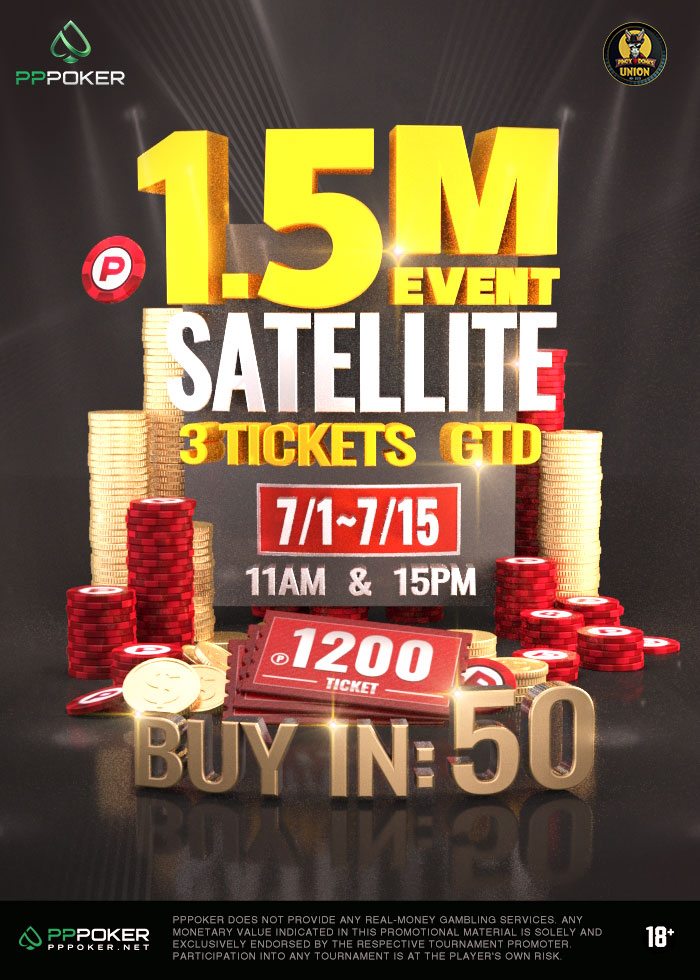 PPPOKER
PINOY DONKS
UNION
1.5M
EVENT
SATELLITE
3 TICKETS GTD
7/1~7/15
11AM & 15PM
P
P 1200
TICKET
BUY IN: 50
PPPOKER
PPPOKER.NET
PPPOKER DOES NOT PROVIDE ANY REAL-MONEY GAMBLING SERVICES. ANY
MONETARY VALUE INDICATED IN THIS PROMOTIONAL MATERIAL IS SOLELY AND
EXCLUSIVELY ENDORSED BY THE RESPECTIVE TOURNAMENT PROMOTER.
PARTICIPATION INTO ANY TOURNAMENT IS AT THE PLAYER'S OWN RISK.
18+